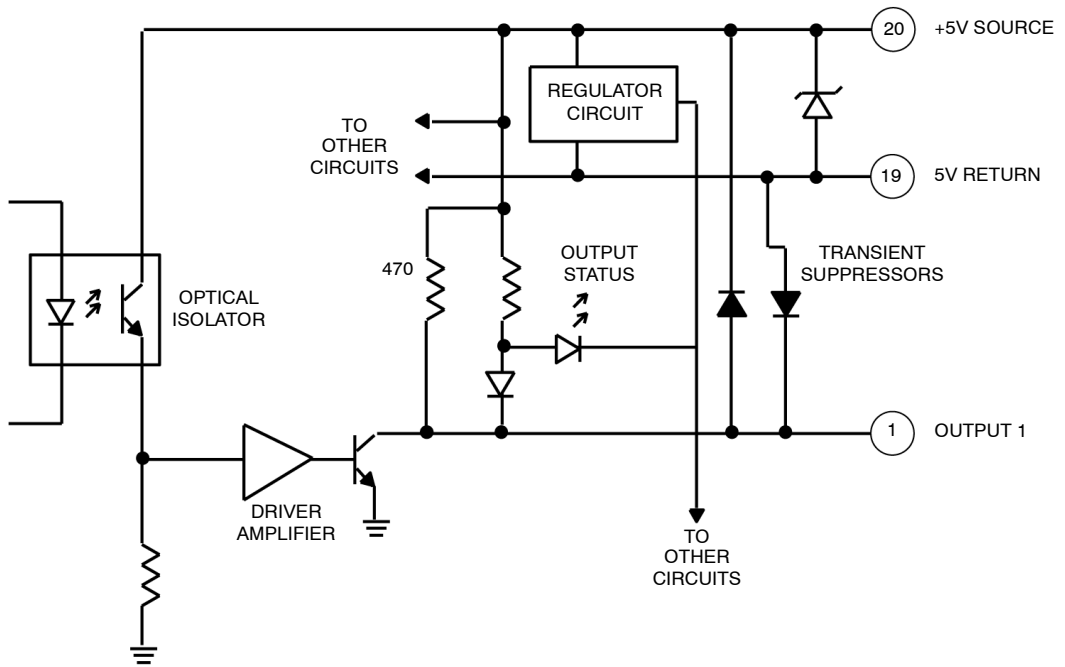 20 +5V SOURCE
REGULATOR
CIRCUIT
TO
OTHER
CIRCUITS
19 5V RETURN
470
OUTPUT
STATUS
TRANSIENT
SUPPRESSORS
OPTICAL
ISOLATOR
1 OUTPUT 1
DRIVER
AMPLIFIER
TO
OTHER
CIRCUITS